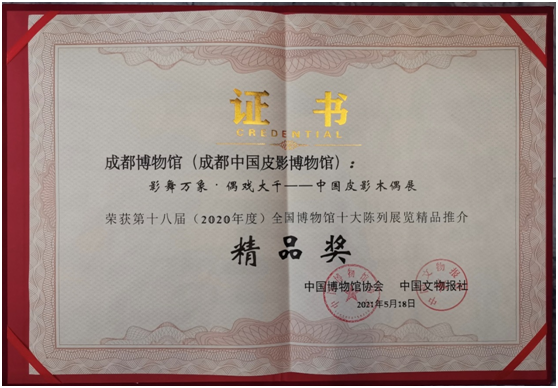 证 书
CREDENTIAL
成都博物馆（成都中国皮影博物馆）：
影舞万象·偶戏大千——中国皮影木偶展
荣获第十八届（2020年度）全国博物馆十大陈列展览精品推介
精品奖
中国博物馆协会 中国文物报社
2021年5月18日